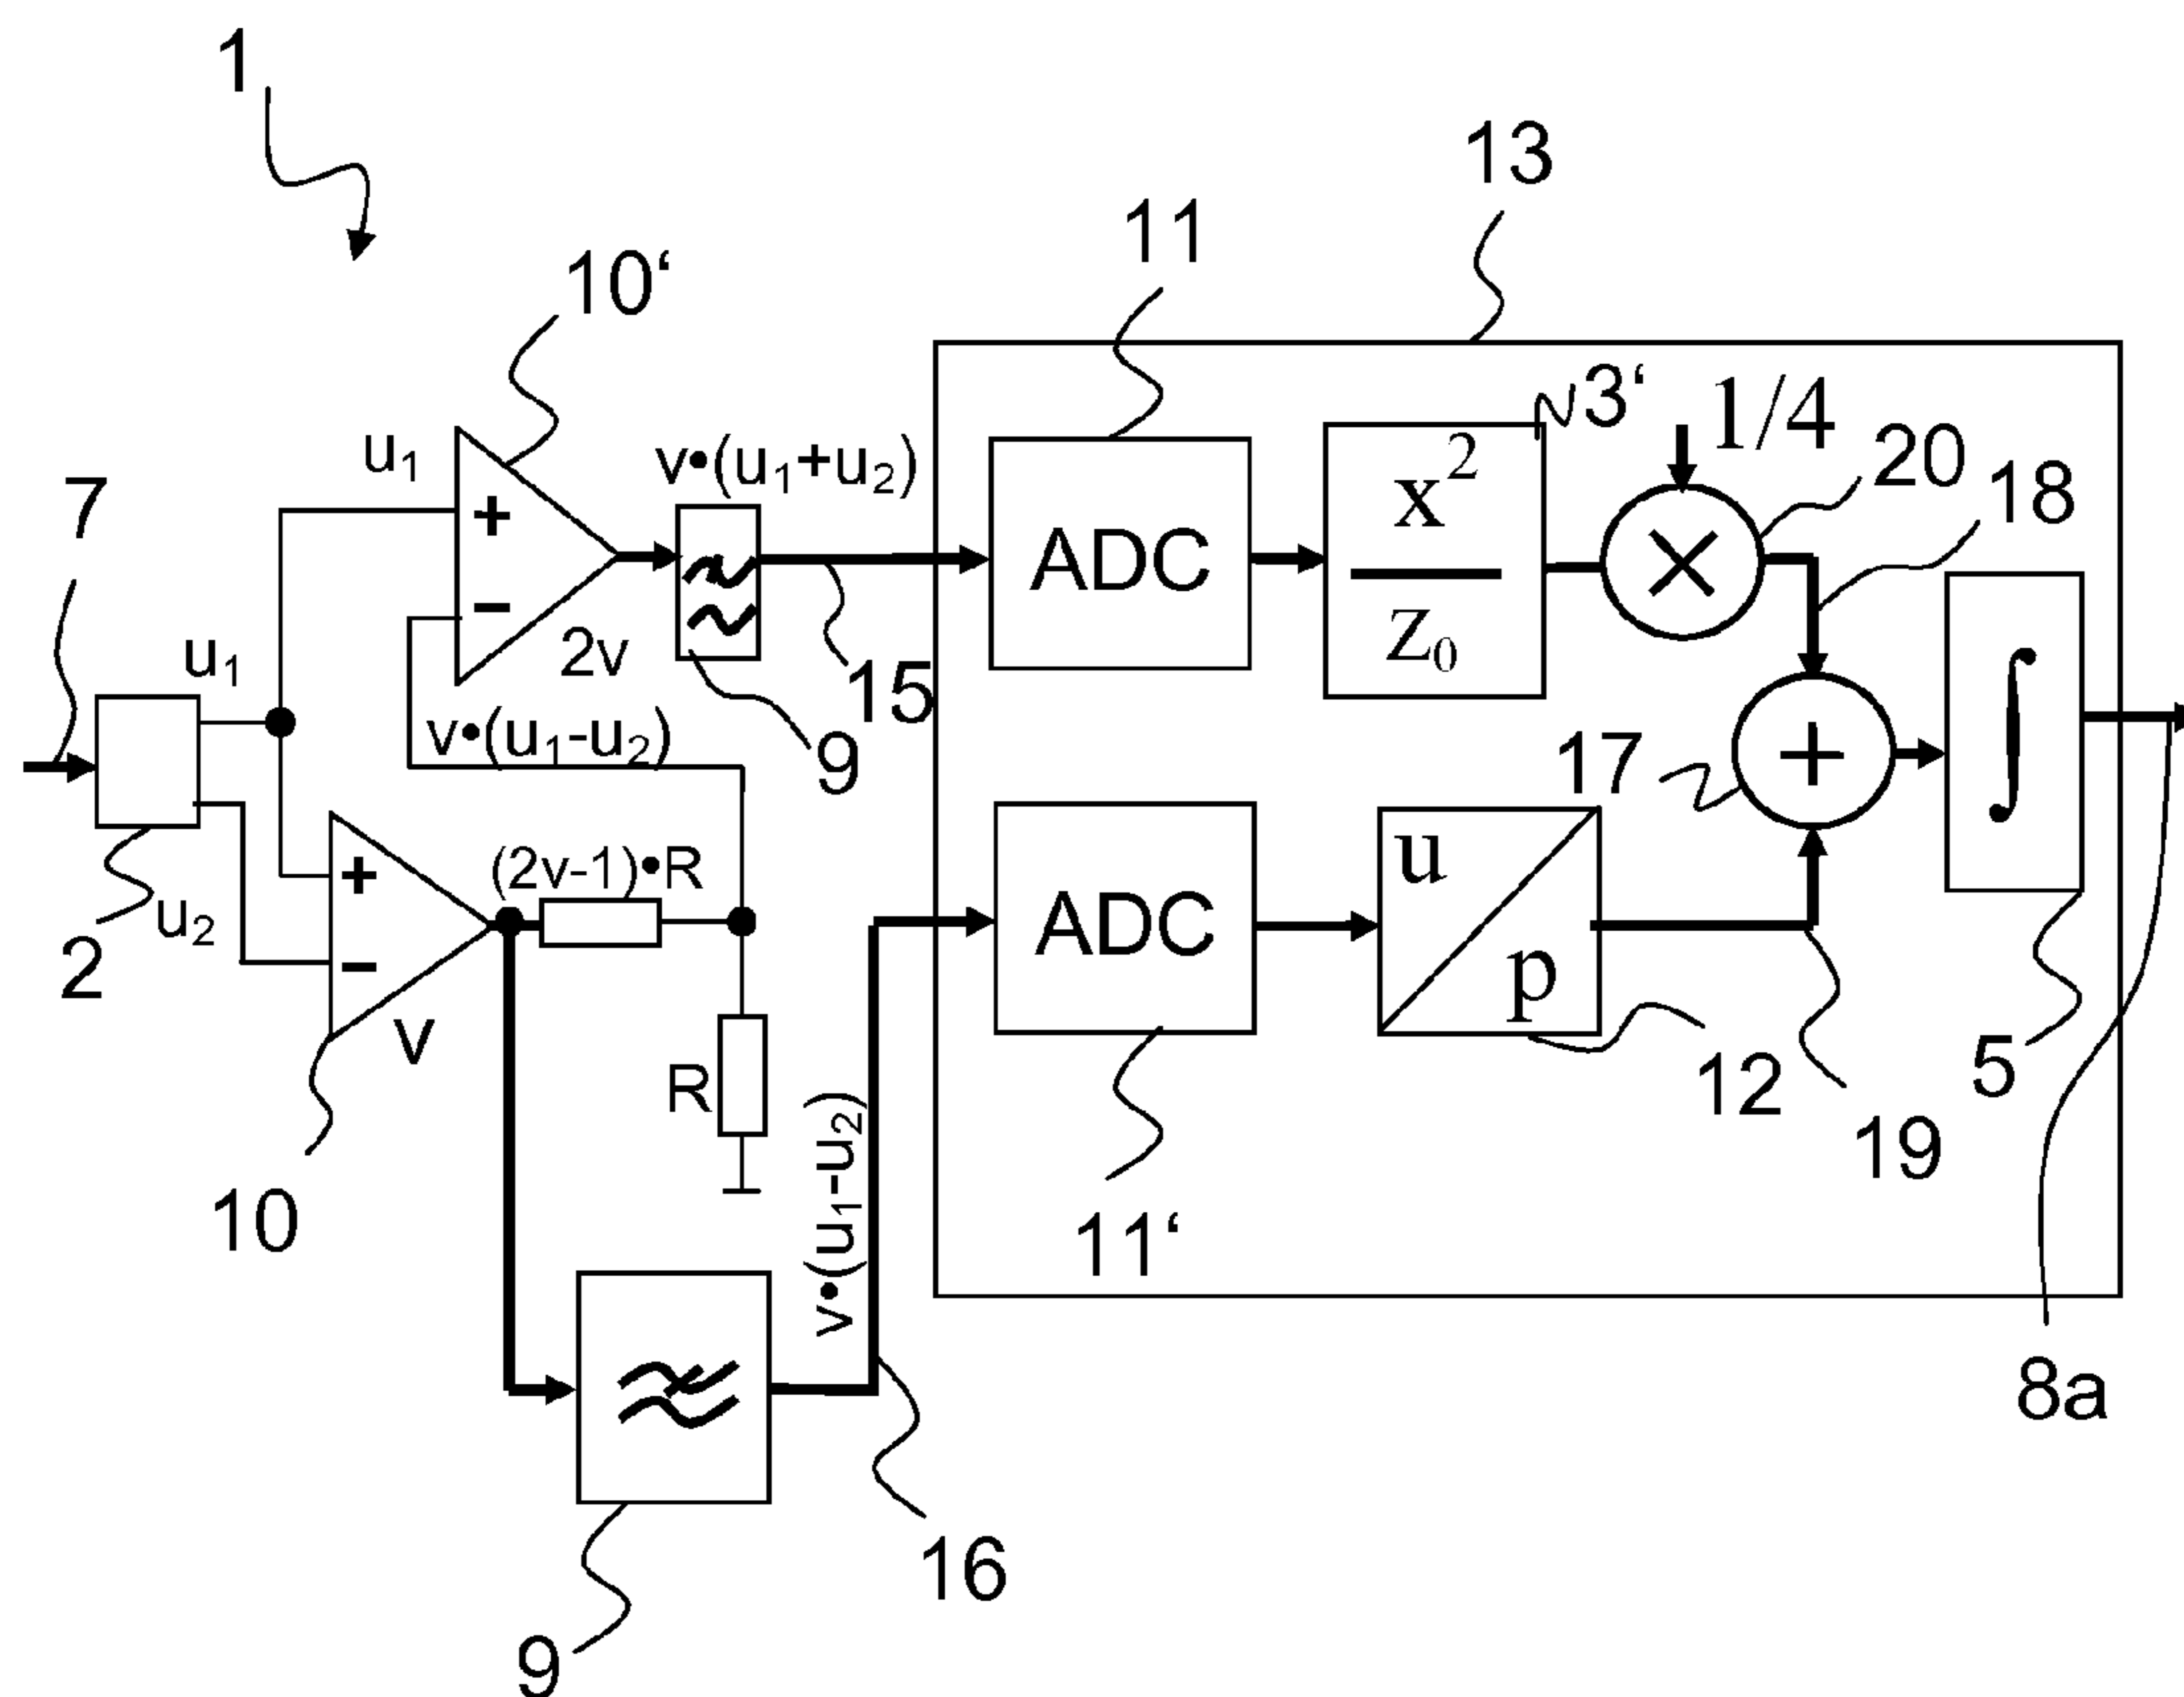 1
13
11
10‘
3‘
1/4
20
18
7
u₁
v•(u₁+u₂)
x²
z₀
ADC
×
+
−
2v
15
u₁
v•(u₁-u₂)
9
17
+
∫
(2v-1)•R
u
p
ADC
+
−
u₂
2
v
R
12
5
19
10
v•(u₁-u₂)
11‘
8a
16
9